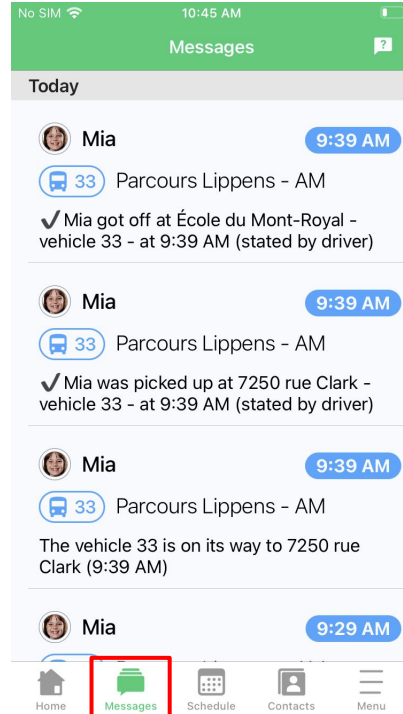 No SIM 10:45 AM
Messages
?
Today
Mia 9:39 AM
33 Parcours Lippens - AM
✔Mia got off at École du Mont-Royal -
vehicle 33 - at 9:39 AM (stated by driver)
Mia 9:39 AM
33 Parcours Lippens - AM
✔Mia was picked up at 7250 rue Clark -
vehicle 33 - at 9:39 AM (stated by driver)
Mia 9:39 AM
33 Parcours Lippens - AM
The vehicle 33 is on its way to 7250 rue
Clark (9:39 AM)
Mia 9:29 AM
Home Messages Schedule Contacts Menu